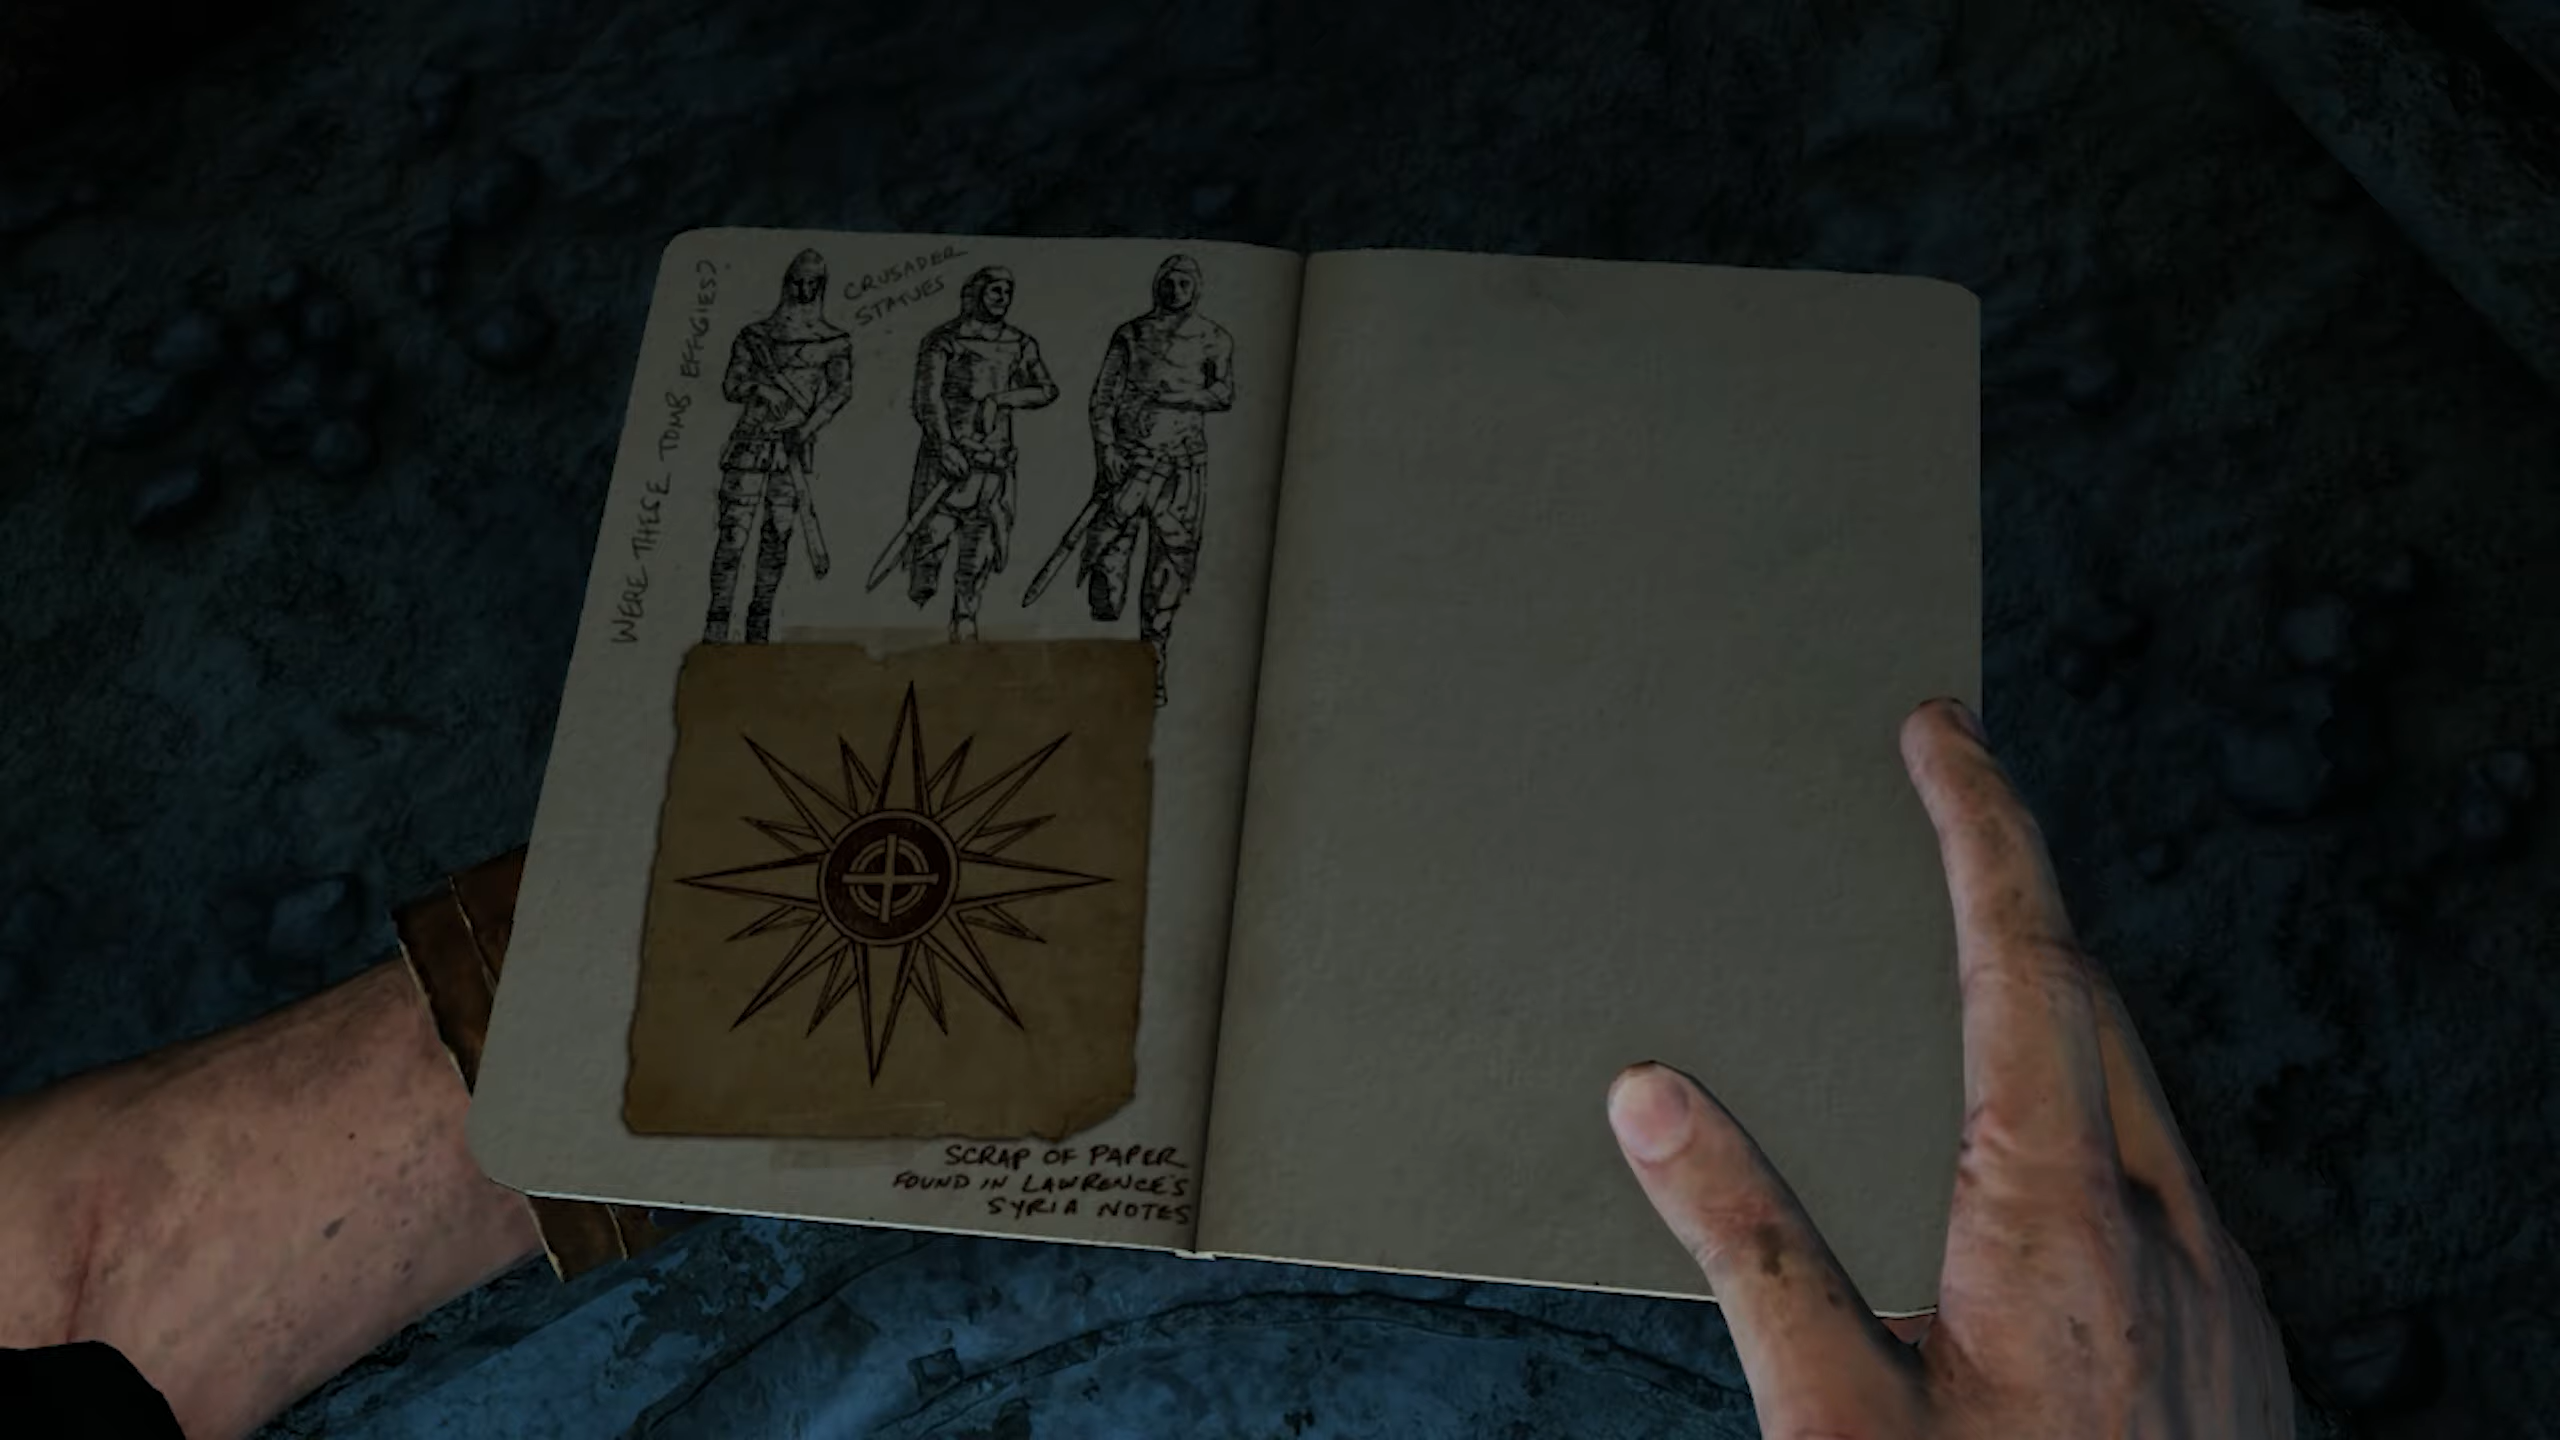 WERE THESE TOMB EFFIGIES?
CRUSADER
STATUES
SCRAP OF PAPER
FOUND IN LAWRENCE'S
SYRIA NOTES